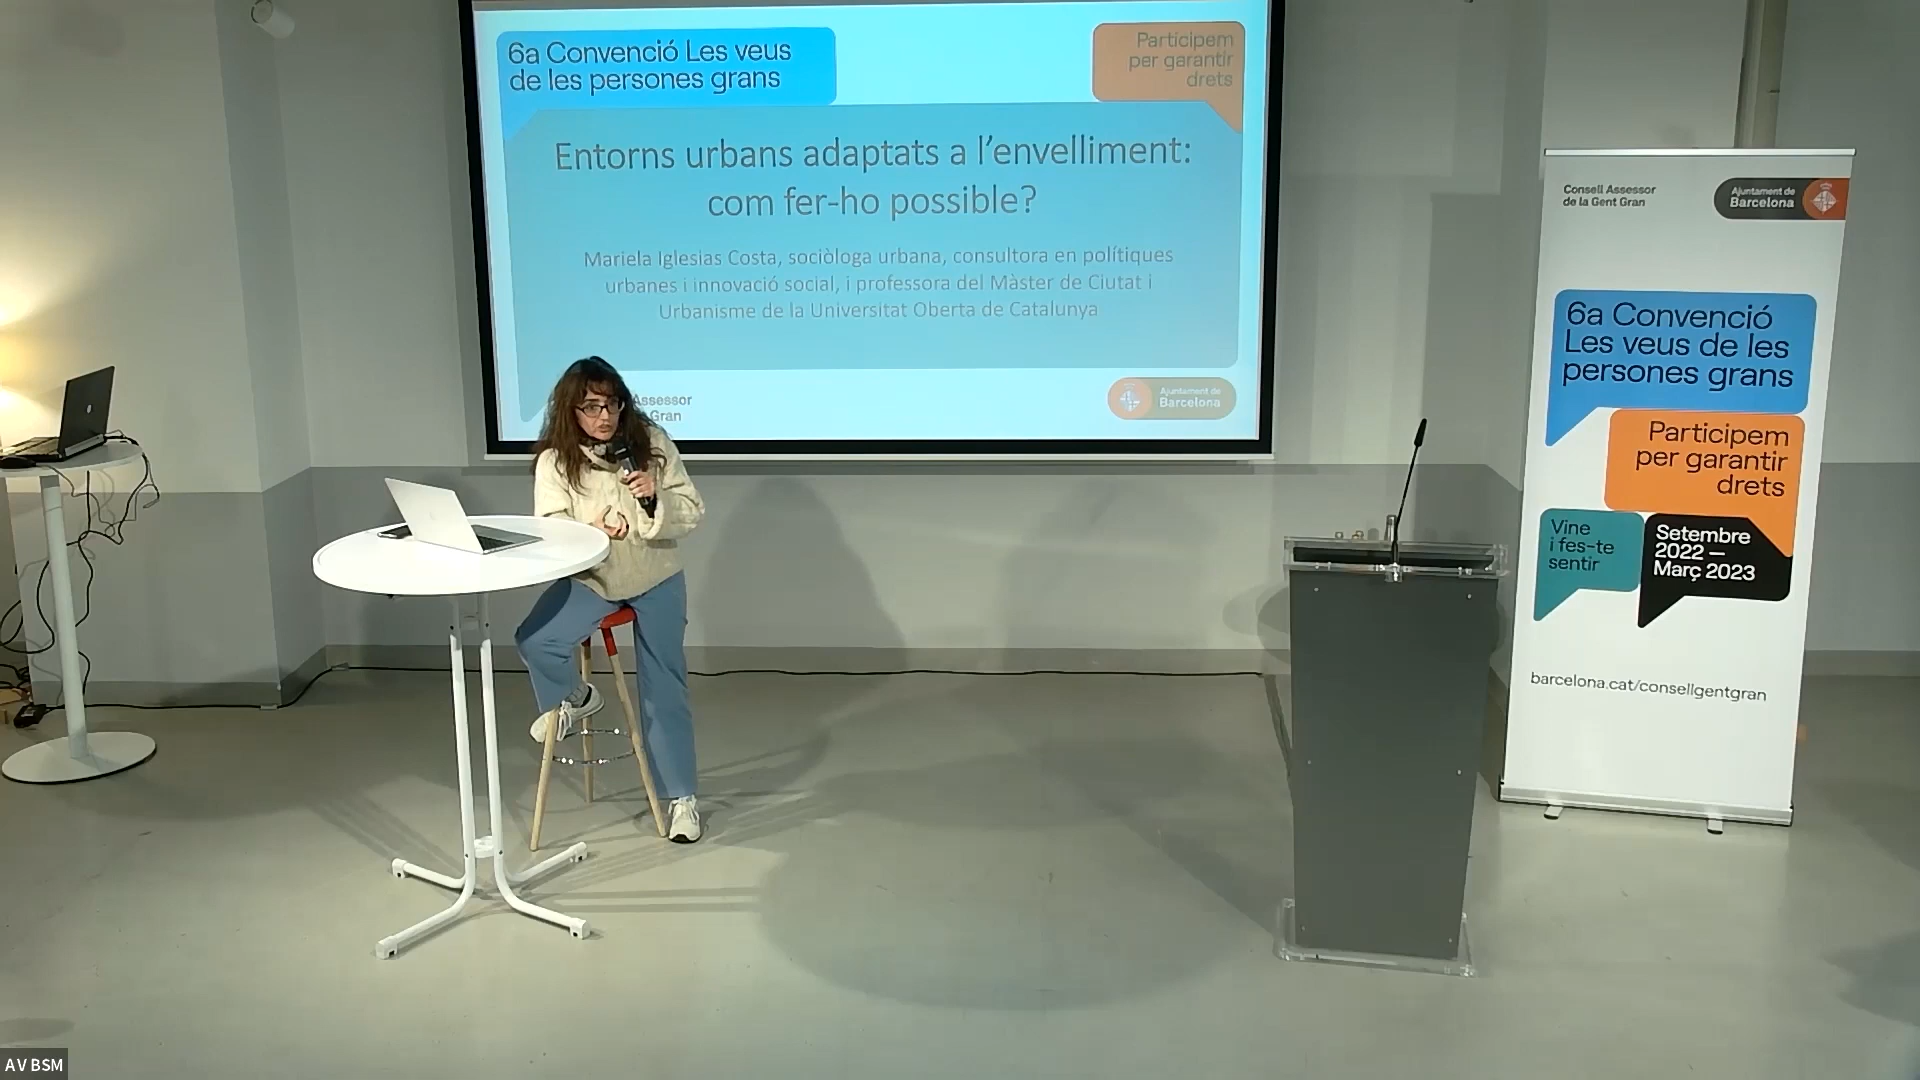 6a Convenció Les veus
de les persones grans
Participem
per garantir
drets
Entorns urbans adaptats a l’envelliment:
com fer-ho possible?
Mariela Iglesias Costa, sociòloga urbana, consultora en polítiques
urbanes i innovació social, i professora del Màster de Ciutat i
Urbanisme de la Universitat Oberta de Catalunya
Assessor
Gran
Ajuntament de
Barcelona
Consell Assessor
de la Gent Gran
Ajuntament de
Barcelona
6a Convenció
Les veus de les
persones grans
Participem
per garantir
drets
Vine
i fes-te
sentir
Setembre
2022 —
Març 2023
barcelona.cat/consellgentgran
AV BSM